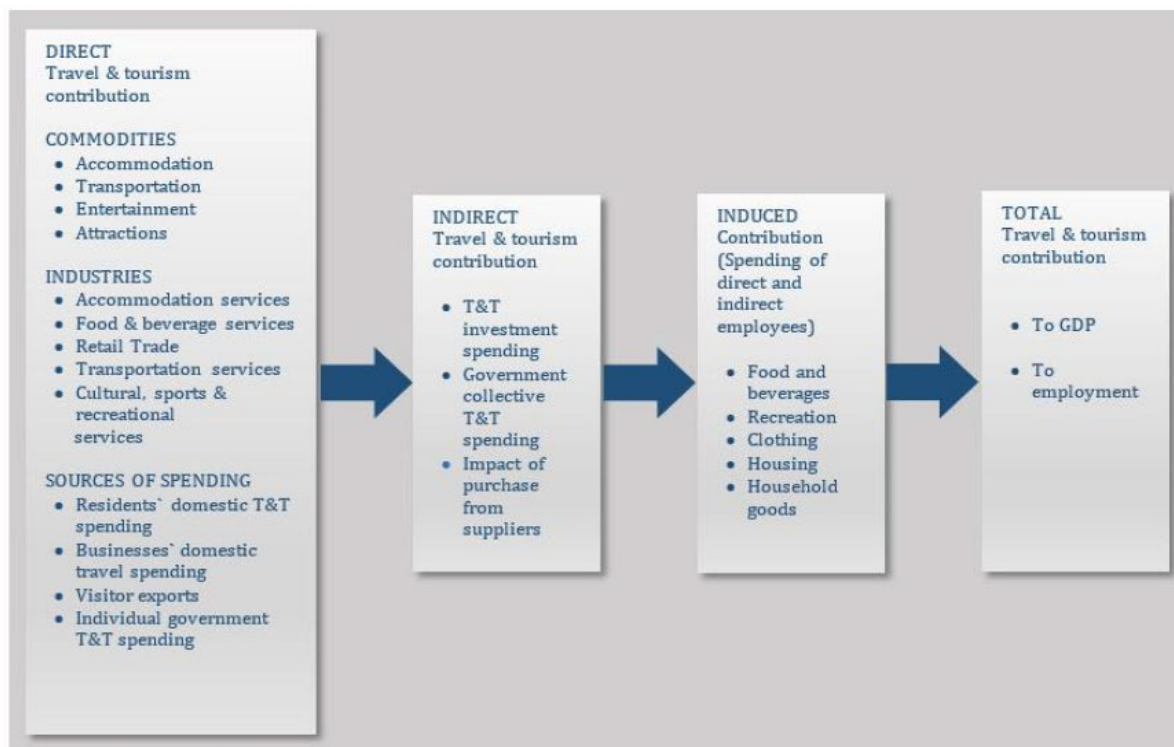 DIRECT
Travel & tourism
contribution
COMMODITIES
• Accommodation
• Transportation
• Entertainment
• Attractions
INDUSTRIES
• Accommodation services
• Food & beverage services
• Retail Trade
• Transportation services
• Cultural, sports &
recreational
services
SOURCES OF SPENDING
• Residents` domestic T&T
spending
• Businesses` domestic
travel spending
• Visitor exports
• Individual government
T&T spending
INDIRECT
Travel & tourism
contribution
• T&T
investment
spending
• Government
collective
T&T
spending
• Impact of
purchase
from
suppliers
INDUCED
Contribution
(Spending of
direct and
indirect
employees)
• Food and
beverages
• Recreation
• Clothing
• Housing
• Household
goods
TOTAL
Travel & tourism
contribution
• To GDP
• To
employment